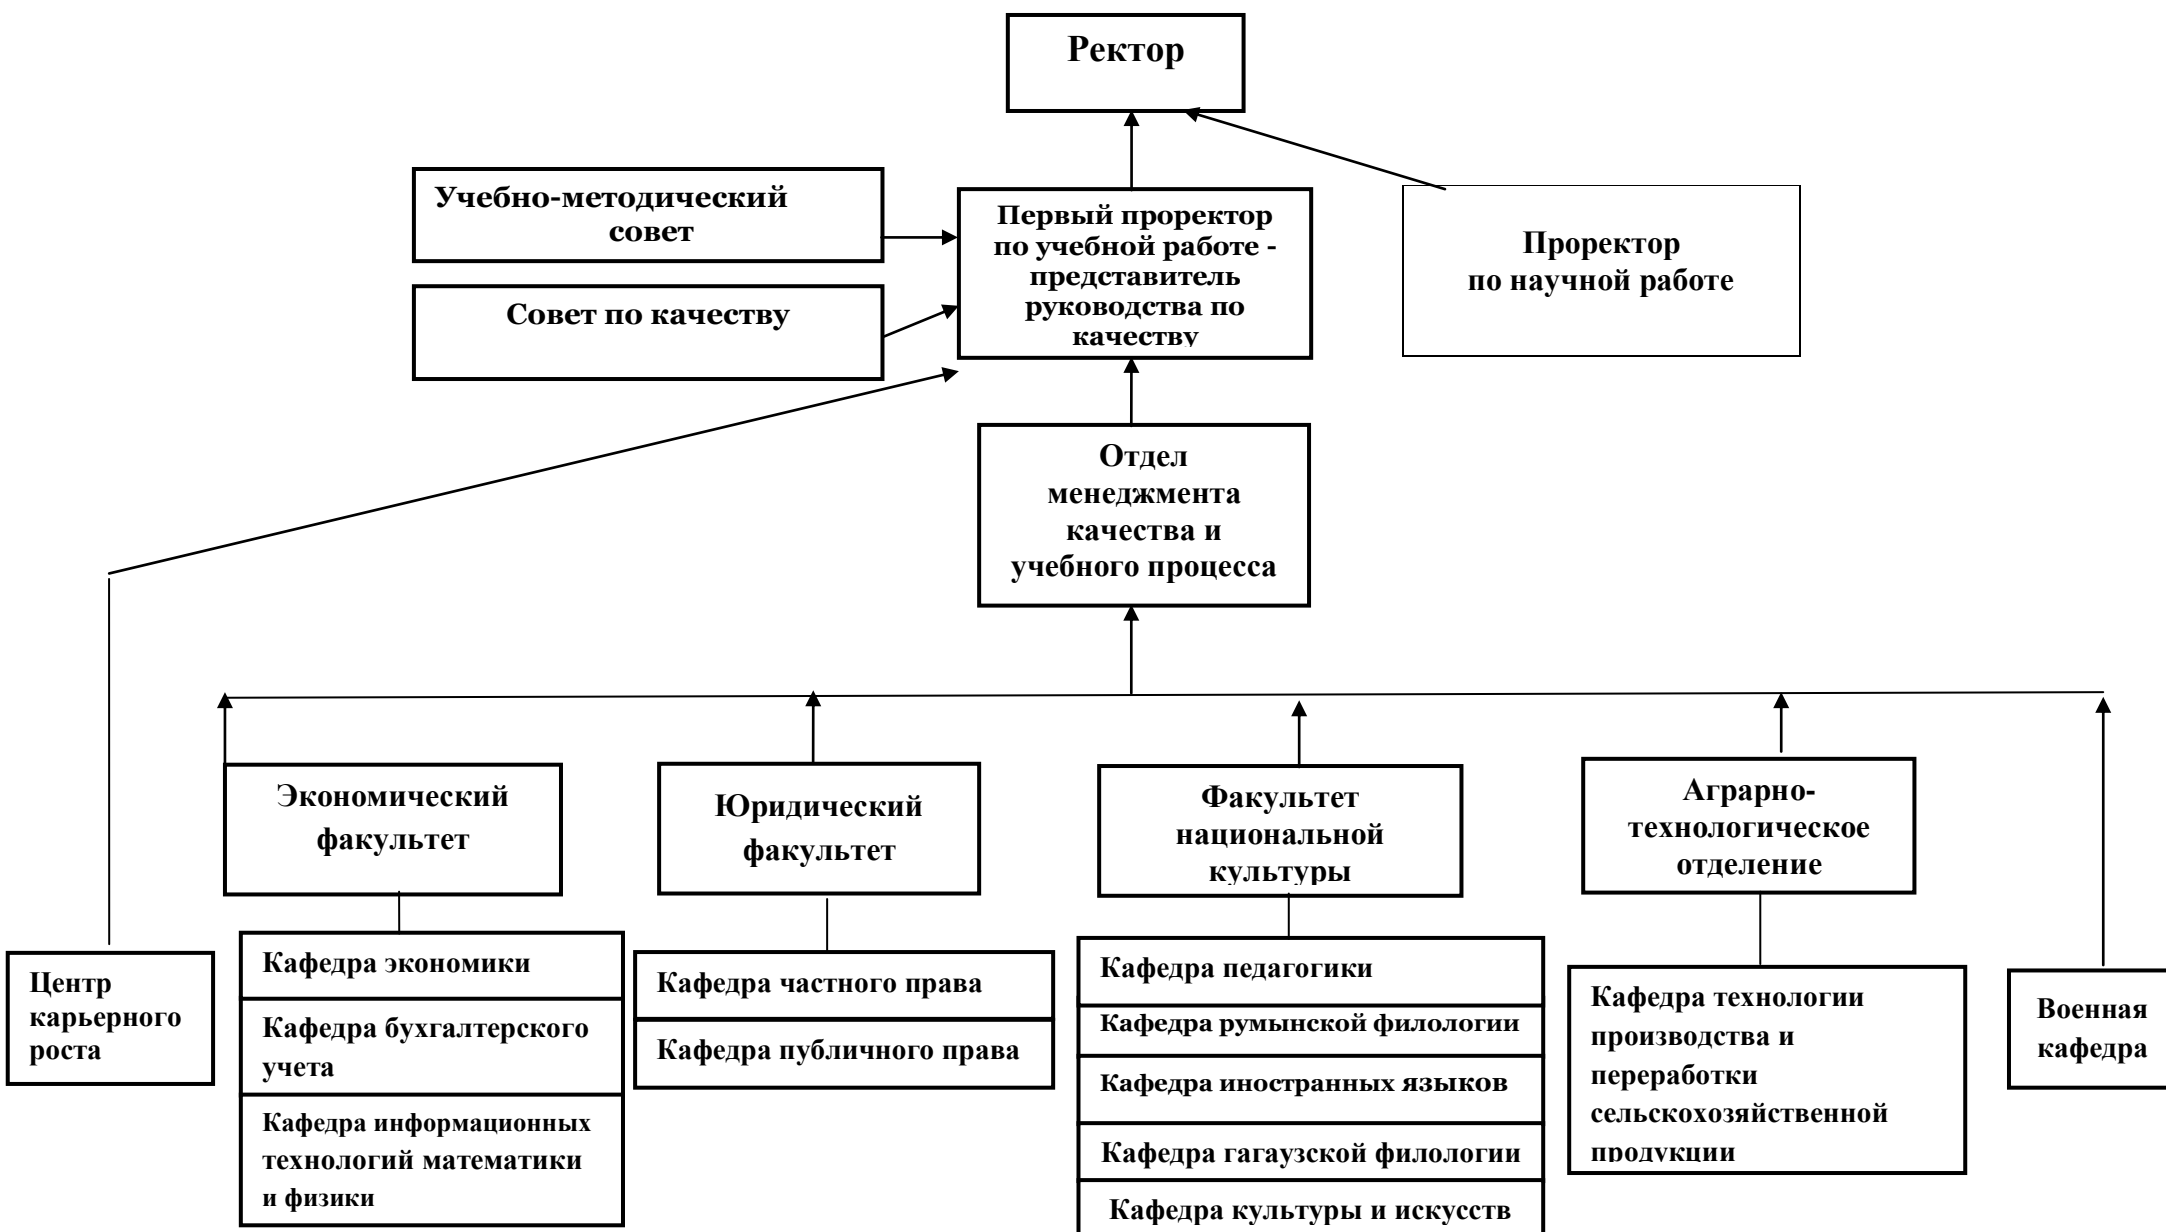 Ректор
Учебно-методический
совет
Первый проректор
по учебной работе -
представитель
руководства по
качеству
Проректор
по научной работе
Совет по качеству
Отдел
менеджмента
качества и
учебного процесса
Экономический
факультет
Юридический
факультет
Факультет
национальной
культуры
Аграрно-
технологическое
отделение
Центр
карьерного
роста
Кафедра экономики
Кафедра бухгалтерского
учета
Кафедра информационных
технологий математики
и физики
Кафедра частного права
Кафедра публичного права
Кафедра педагогики
Кафедра румынской филологии
Кафедра иностранных языков
Кафедра гагаузской филологии
Кафедра культуры и искусств
Кафедра технологии
производства и
переработки
сельскохозяйственной
продукции
Военная
кафедра